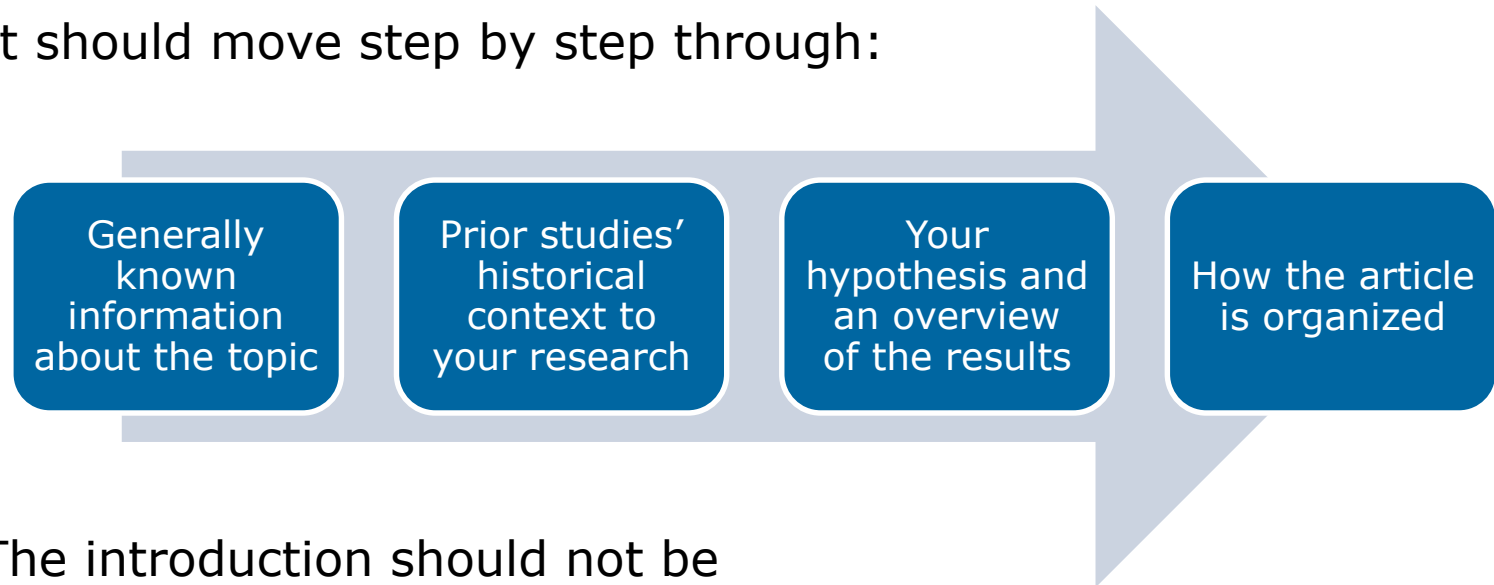 t should move step by step through:
Generally
known
information
about the topic
Prior studies’
historical
context to
your research
Your
hypothesis and
an overview
of the results
How the article
is organized
The introduction should not be